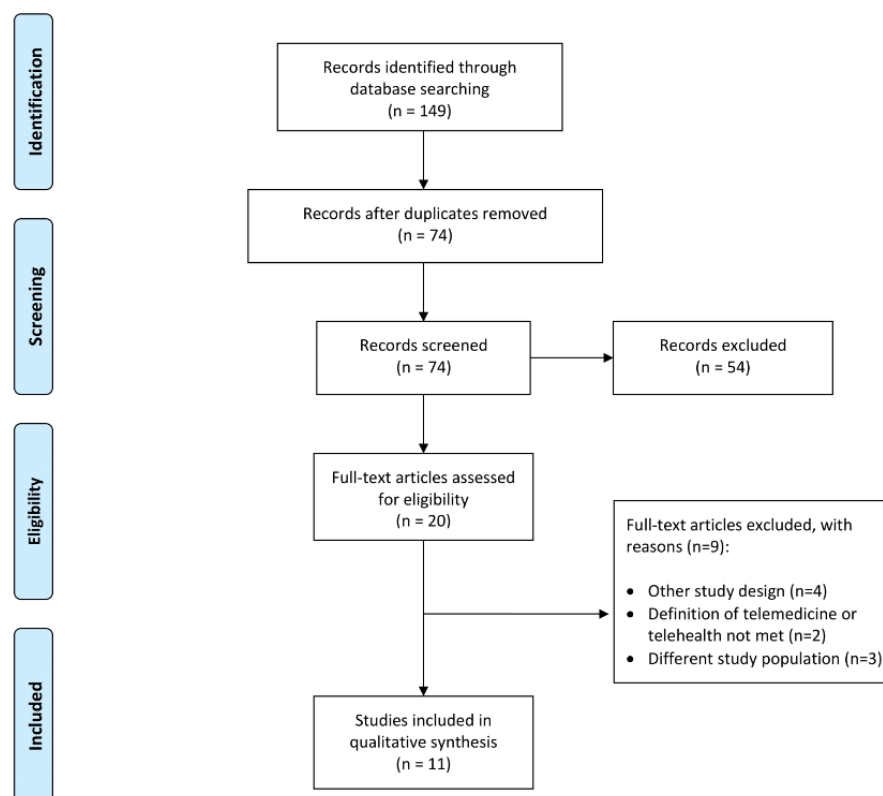 Identification
Records identified through
database searching
(n = 149)
Records after duplicates removed
(n = 74)
Screening
Records screened
(n = 74)
Records excluded
(n = 54)
Eligibility
Full-text articles assessed
for eligibility
(n = 20)
Full-text articles excluded, with
reasons (n=9):
• Other study design (n=4)
• Definition of telemedicine or
telehealth not met (n=2)
• Different study population (n=3)
Included
Studies included in
qualitative synthesis
(n = 11)